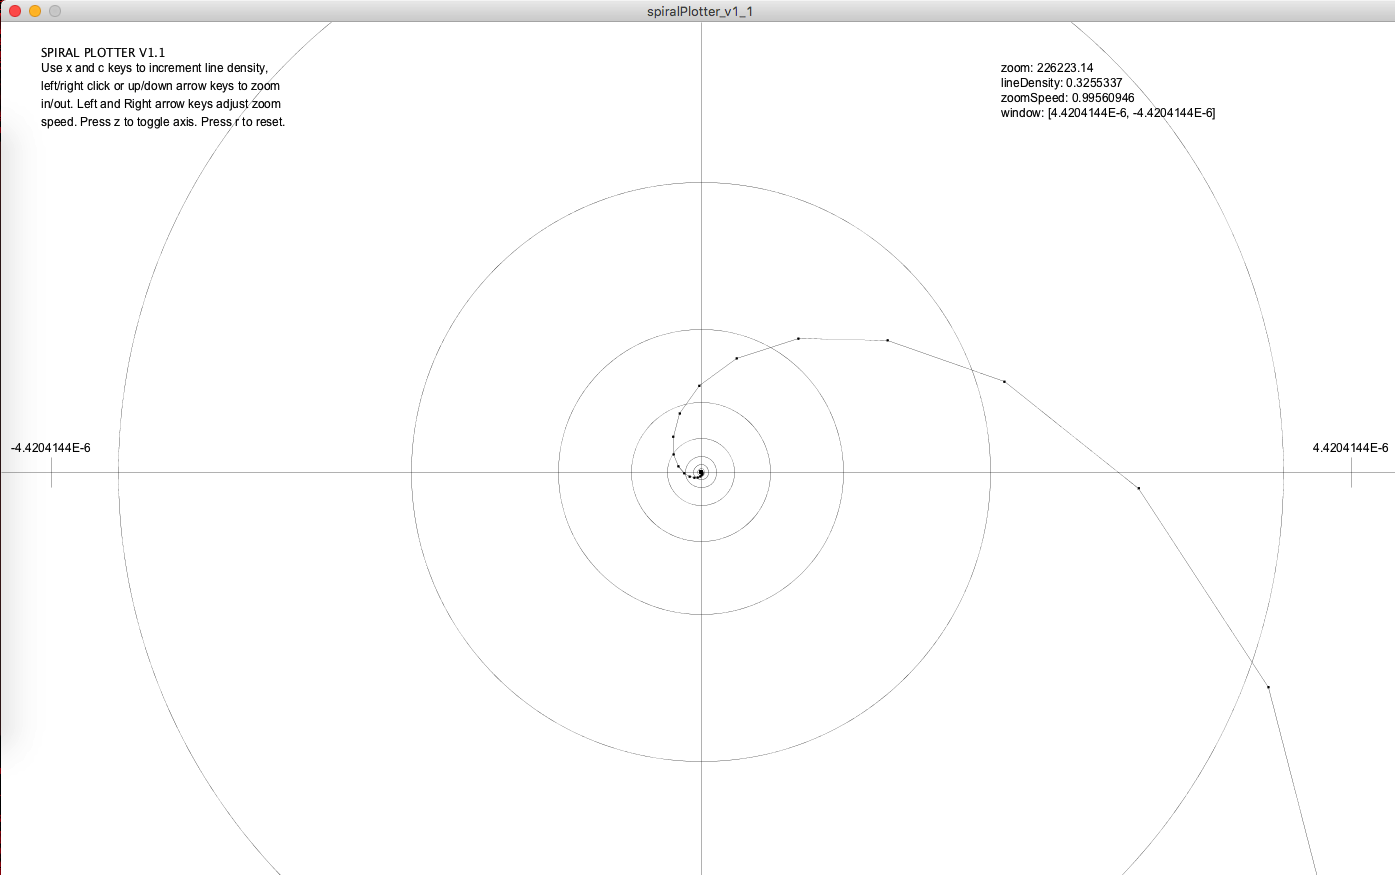 spiralPlotter_v1_1
SPIRAL PLOTTER V1.1
Use x and c keys to increment line density,
left/right click or up/down arrow keys to zoom
in/out. Left and Right arrow keys adjust zoom
speed. Press z to toggle axis. Press r to reset.
zoom: 226223.14
lineDensity: 0.3255337
zoomSpeed: 0.99560946
window: [4.4204144E-6, -4.4204144E-6]
-4.4204144E-6
4.4204144E-6